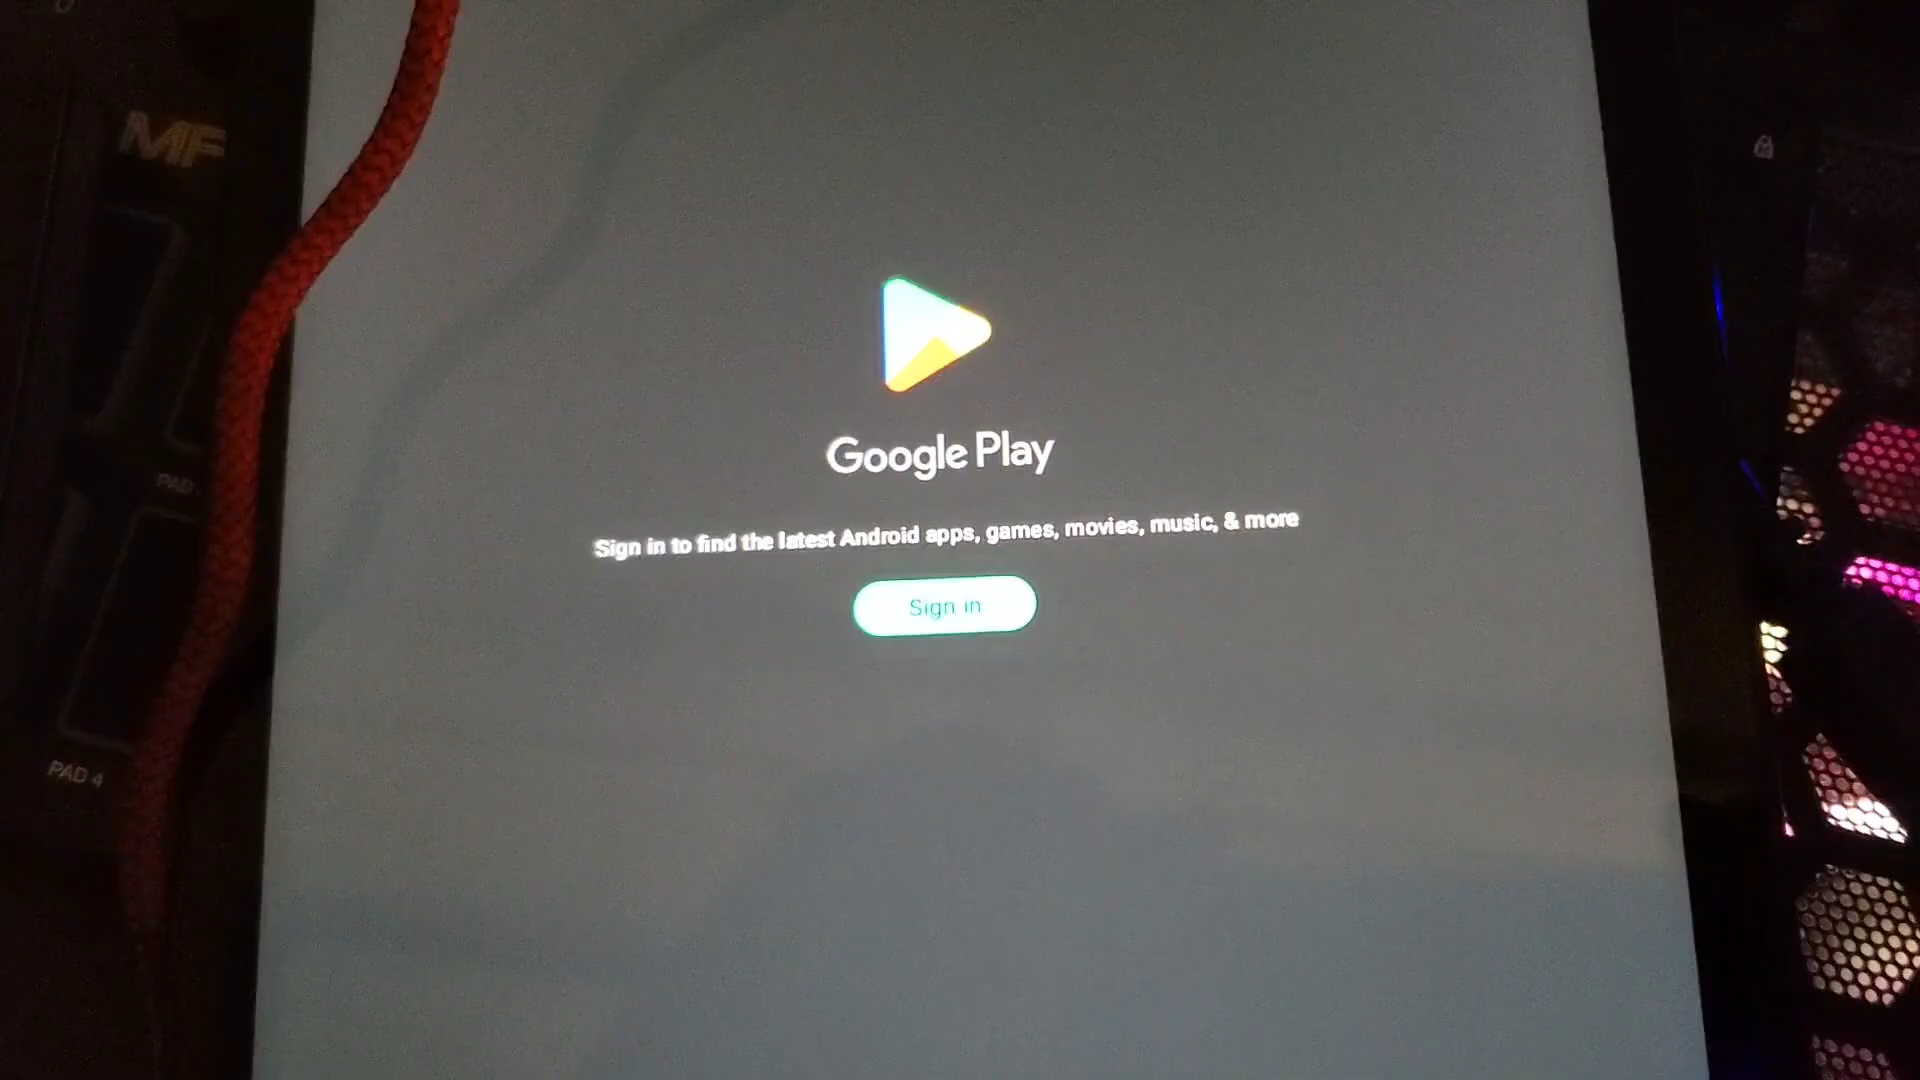 MF
Google Play
Sign in to find the latest Android apps, games, movies, music, & more
Sign in
PAD
PAD 4